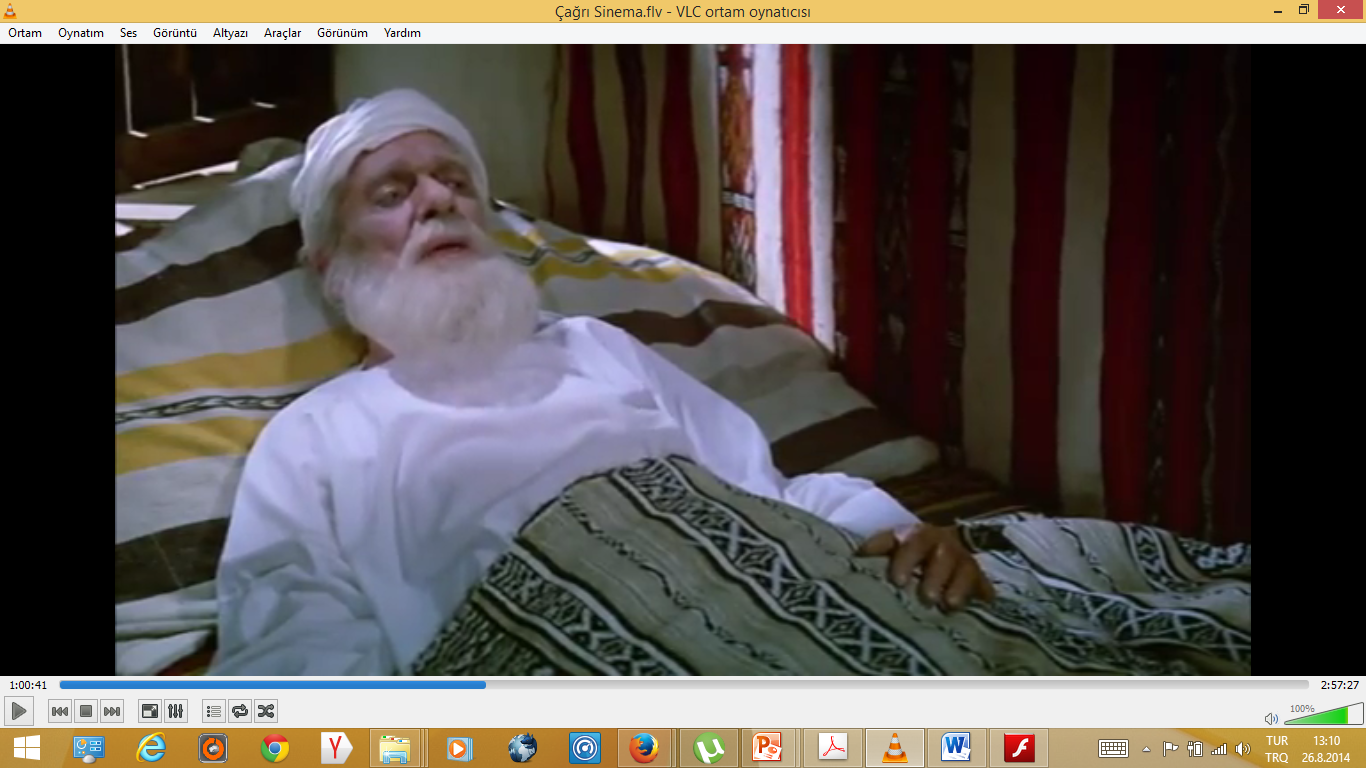 Çağrı Sinema.flv - VLC ortam oynatıcısı
Ortam Oynatım Ses Görüntü Altyazı Araçlar Görünüm Yardım
1:00:41 2:57:27
100%
TUR 13:10
TRQ 26.8.2014